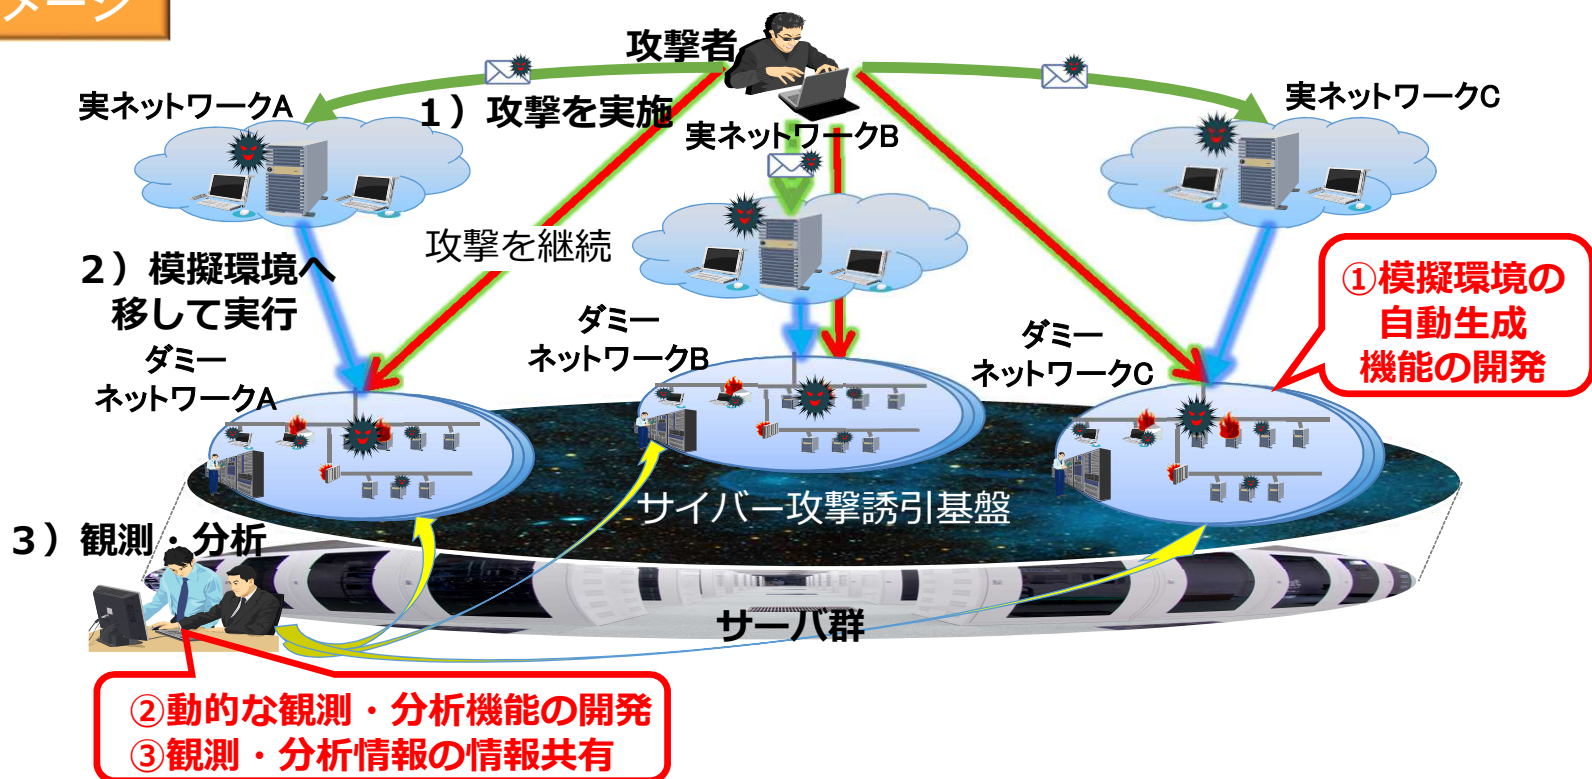 メージ
攻撃者
実ネットワークA
1）攻撃を実施
実ネットワークB
実ネットワークC
攻撃を継続
2）模擬環境へ
移して実行
①模擬環境の
自動生成
機能の開発
ダミー
ネットワークA
ダミー
ネットワークB
ダミー
ネットワークC
サイバー攻撃誘引基盤
3）観測・分析
サーバ群
②動的な観測・分析機能の開発
③観測・分析情報の情報共有